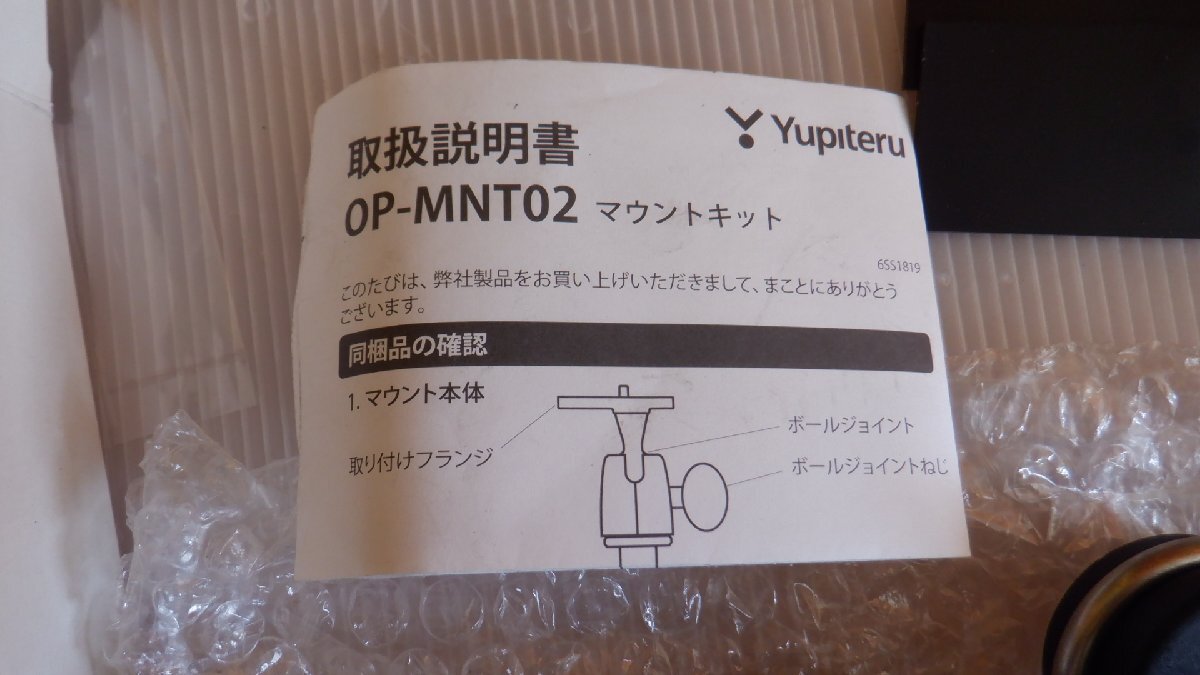 Yupiteru
取扱説明書
OP-MNT02 マウントキット
6SS1819
このたびは、弊社製品をお買い上げいただきまして、まことにありがとう
ございます。
同梱品の確認
1. マウント本体
ボールジョイント
取り付けフランジ
ボールジョイントねじ